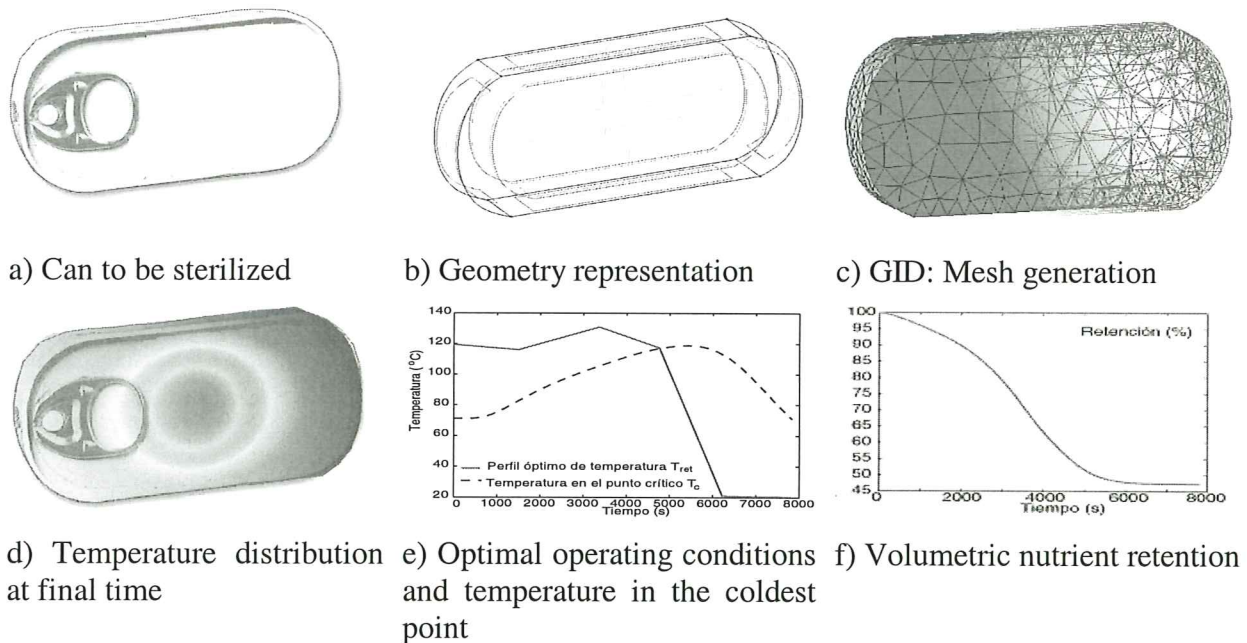 a) Can to be sterilized
b) Geometry representation
c) GID: Mesh generation
140
120
100
80
60
40
20
Temperatura (ºC)
Perfil óptimo de temperatura Tret
Temperatura en el punto crítico Tc
0 1000 2000 3000 4000 5000 6000 7000 8000
Tiempo (s)
100
95
90
85
80
75
70
65
60
55
50
45
Retención (%)
0 2000 4000 6000 8000
Tiempo (s)
d) Temperature distribution
at final time
e) Optimal operating conditions
and temperature in the coldest
point
f) Volumetric nutrient retention